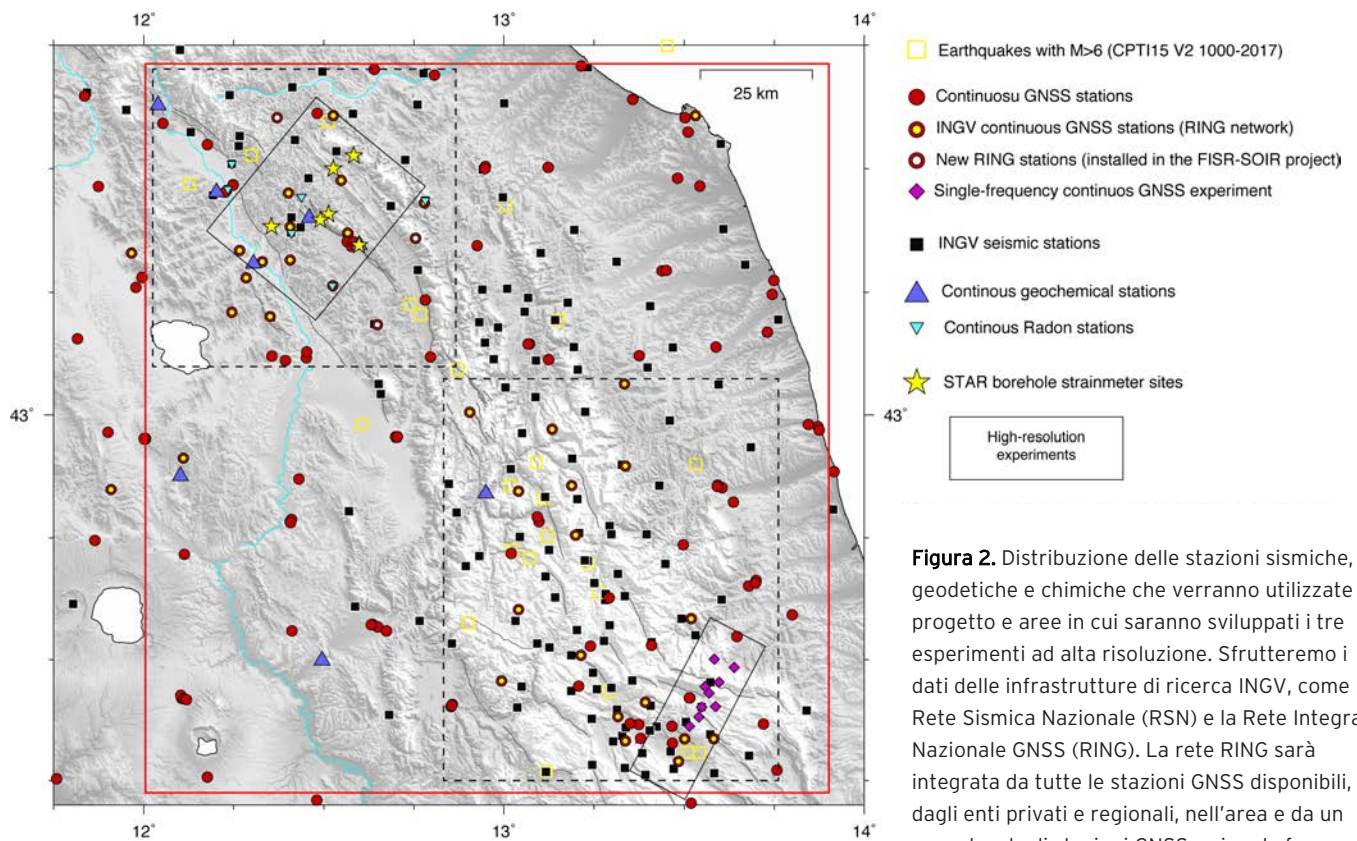 12°
13°
14°
25 km
43°
43°
12°
13°
14°
Earthquakes with M>6 (CPTI15 V2 1000-2017)
Continuosu GNSS stations
INGV continuous GNSS stations (RING network)
New RING stations (installed in the FISR-SOIR project)
Single-frequency continuos GNSS experiment
INGV seismic stations
Continous geochemical stations
Continous Radon stations
STAR borehole strainmeter sites
High-resolution
experiments
Figura 2. Distribuzione delle stazioni sismiche,
geodetiche e chimiche che verranno utilizzate
progetto e aree in cui saranno sviluppati i tre
esperimenti ad alta risoluzione. Sfrutteremo i
dati delle infrastrutture di ricerca INGV, come
Rete Sismica Nazionale (RSN) e la Rete Integra
Nazionale GNSS (RING). La rete RING sarà
integrata da tutte le stazioni GNSS disponibili,
dagli enti privati e regionali, nell'area e da un